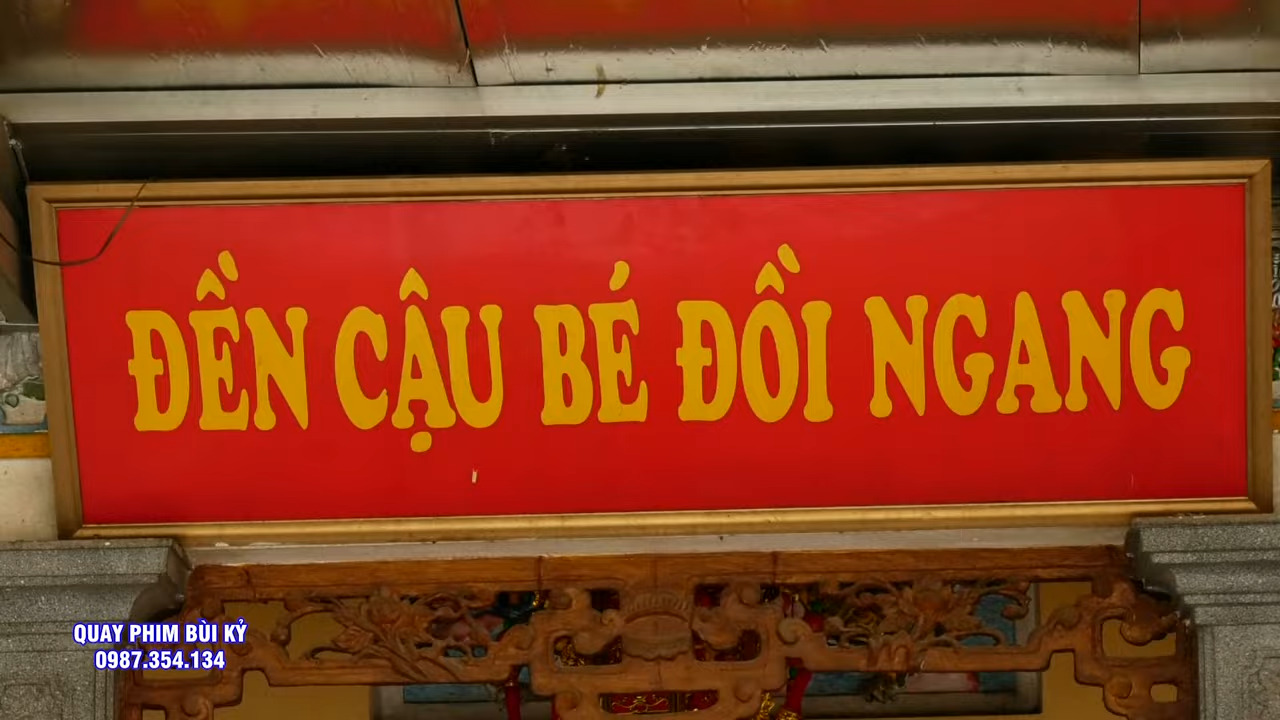 ĐỀN CẬU BÉ ĐỒI NGANG
QUAY PHIM BÙI KỶ
0987.354.134